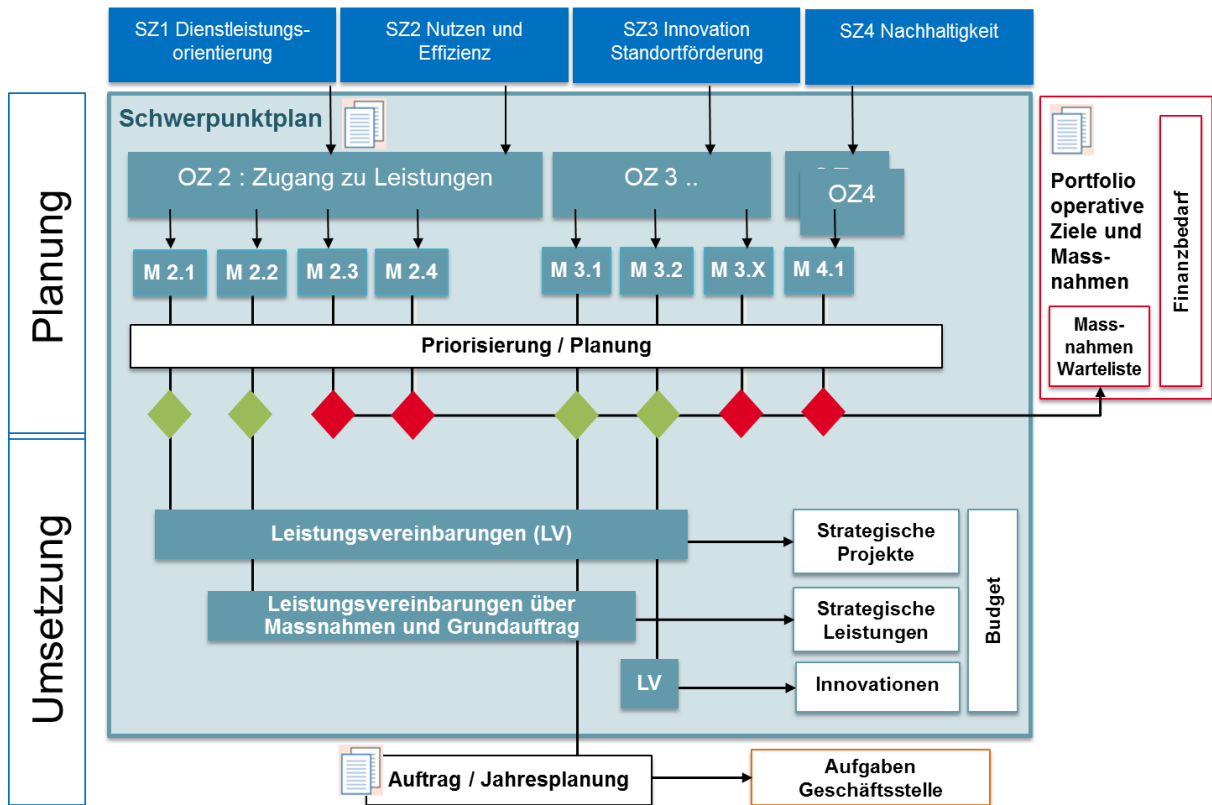 SZ1 Dienstleistungs-
orientierung
SZ2 Nutzen und
Effizienz
SZ3 Innovation
Standortförderung
SZ4 Nachhaltigkeit
Planung
Schwerpunktplan
OZ 2 : Zugang zu Leistungen
OZ 3 ..
OZ4
M 2.1
M 2.2
M 2.3
M 2.4
M 3.1
M 3.2
M 3.X
M 4.1
Priorisierung / Planung
Portfolio
operative
Ziele und
Mass-
nahmen
Mass-
nahmen
Warteliste
Finanzbedarf
Umsetzung
Leistungsvereinbarungen (LV)
Strategische
Projekte
Leistungsvereinbarungen über
Massnahmen und Grundauftrag
Strategische
Leistungen
LV
Innovationen
Budget
Auftrag / Jahresplanung
Aufgaben
Geschäftsstelle